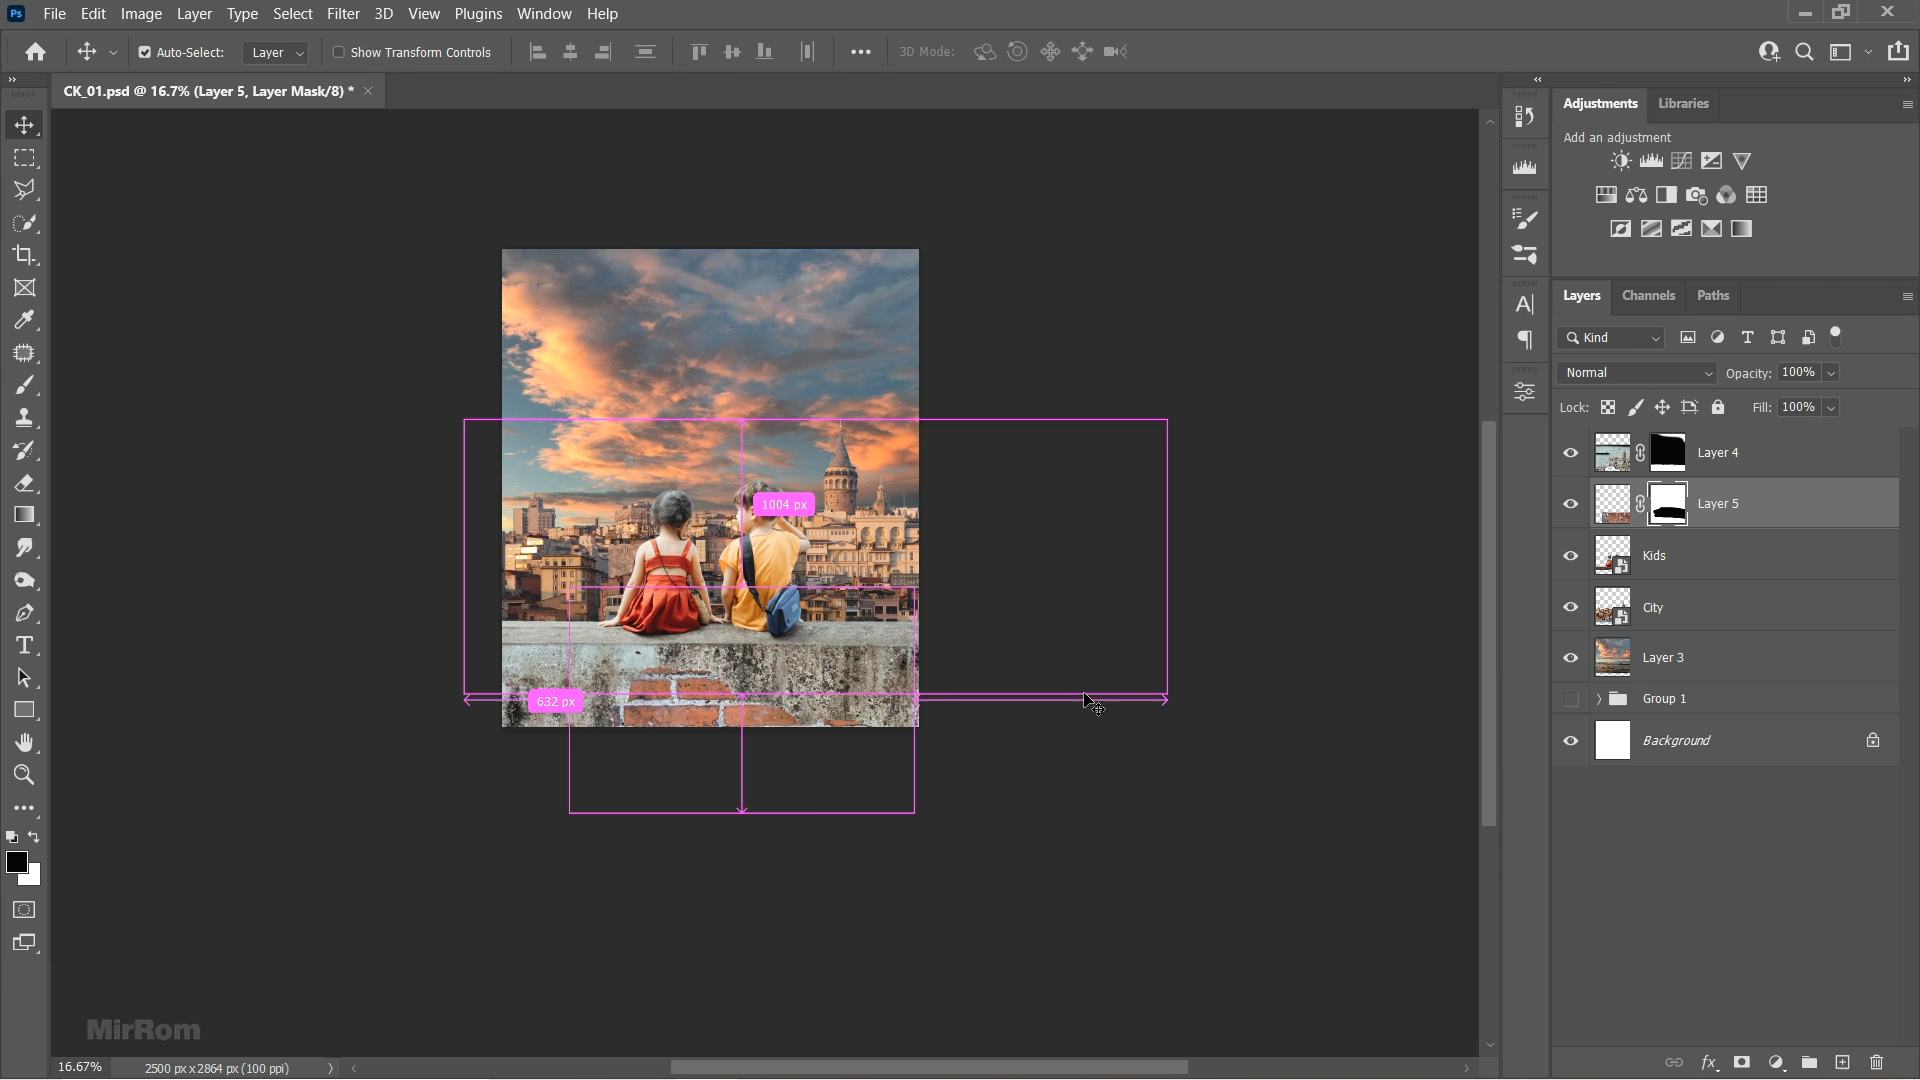 Ps File Edit Image Layer Type Select Filter 3D View Plugins Window Help
Auto-Select: Layer Show Transform Controls 3D Mode:
CK_01.psd @ 16.7% (Layer 5, Layer Mask/8) *
Adjustments Libraries
Add an adjustment
Layers Channels Paths
Kind
Normal Opacity: 100%
Lock: Fill: 100%
Layer 4
Layer 5
Kids
City
Layer 3
Group 1
Background
1004 px
632 px
MirRom
16.67% 2500 px x 2864 px (100 ppi)